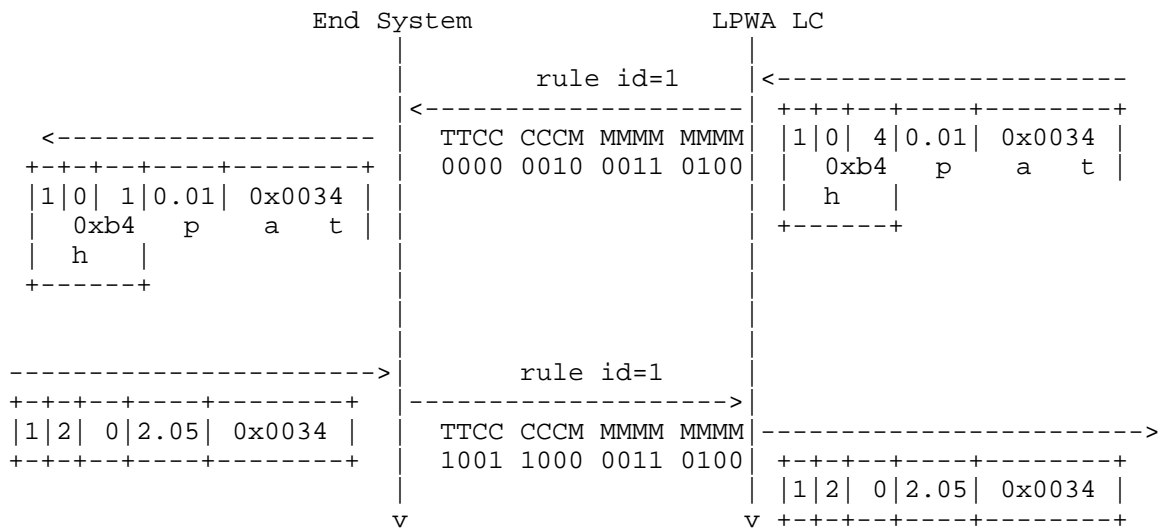 End System                   LPWA LC
                               |                           |
                               |          rule id=1        |<----------------------
                               |<--------------------------| +-+-+--+----+--------+
  <--------------------        |  TTCC CCCM MMMM MMMM| |1|0| 4|0.01| 0x0034 |
 +-+-+--+----+--------+        |  0000 0010 0011 0100| |  0xb4   p     a   t |
 |1|0| 1|0.01| 0x0034 |        |                           | |  h   |
 |  0xb4   p     a   t |       |                           | +------+
 |  h   |                      |                           |
 +------+                      |                           |
                               |                           |
                               |                           |
----------------------->|      rule id=1            |
+-+-+--+----+--------+         |-------------------->|
|1|2| 0|2.05| 0x0034 |         |  TTCC CCCM MMMM MMMM|------------------------>
+-+-+--+----+--------+         |  1001 1000 0011 0100| +-+-+--+----+--------+
                               |                           | |1|2| 0|2.05| 0x0034 |
                               v                           v +-+-+--+----+--------+